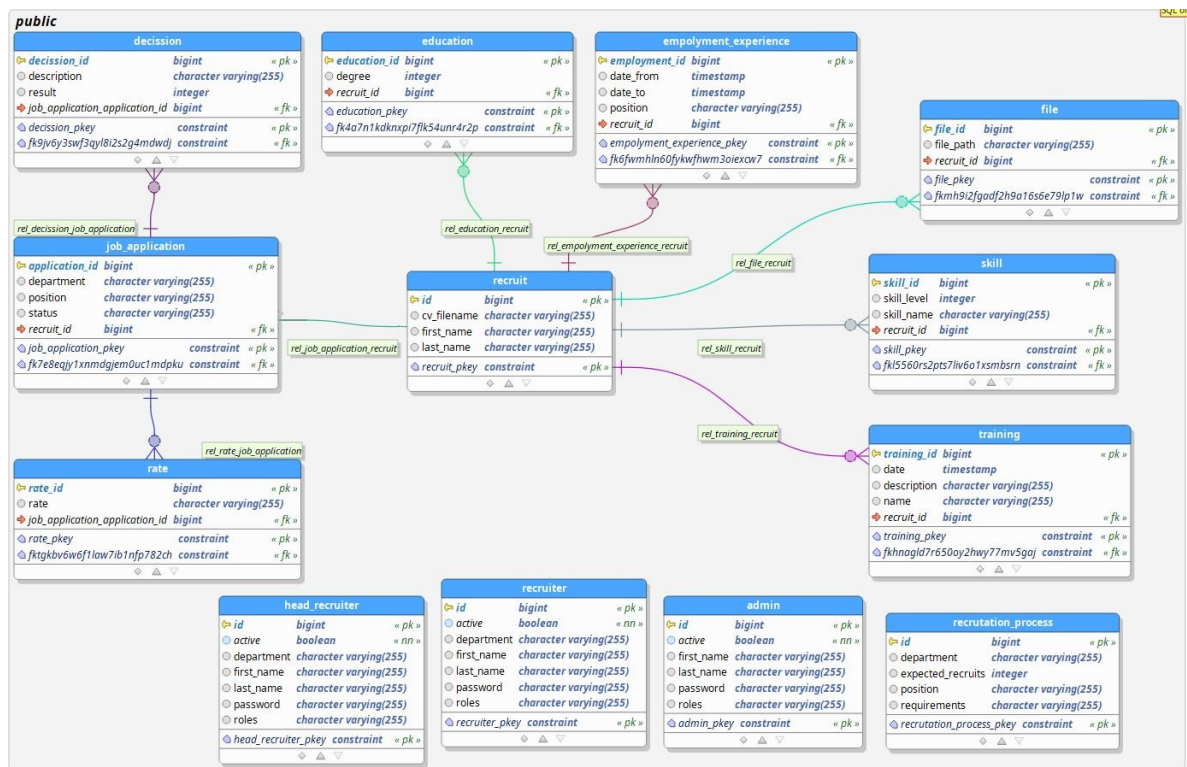 public
SQL o
decission
decission_id bigint « pk »
description character varying(255)
result integer
job_application_application_id bigint « fk »
decission_pkey constraint « pk »
constraint « fk »
education
education_id bigint « pk »
degree integer
recruit_id bigint « fk »
education_pkey constraint « pk »
fk4a7n1kdknxpi7flk54unr4r2p constraint « fk »
empolyment_experience
employment_id bigint « pk »
date_from timestamp
date_to timestamp
position character varying(255)
recruit_id bigint « fk »
empolyment_experience_pkey constraint « pk »
fk6fwmhln60fykwfhwm3oiexcw7 constraint « fk »
file
file_id bigint « pk »
file_path character varying(255)
recruit_id bigint « fk »
file_pkey constraint « pk »
fkmh9i2fgadf2h9a16s6e79lp1w constraint « fk »
rel_decission_job_application
rel_education_recruit
rel_empolyment_experience_recruit
rel_file_recruit
job_application
application_id bigint « pk »
department character varying(255)
position character varying(255)
status character varying(255)
recruit_id bigint « fk »
job_application_pkey constraint « pk »
fk7e8eqjy1xnmdgjem0uc1mdpku constraint « fk »
recruit
id bigint « pk »
cv_filename character varying(255)
first_name character varying(255)
last_name character varying(255)
recruit_pkey constraint « pk »
skill
skill_id bigint « pk »
skill_level integer
skill_name character varying(255)
recruit_id bigint « fk »
skill_pkey constraint « pk »
fkl5560rs2pts7liv6o1xsmbsrn constraint « fk »
rel_job_application_recruit
rel_skill_recruit
rel_training_recruit
rel_rate_job_application
rate
rate_id bigint « pk »
rate character varying(255)
job_application_application_id bigint « fk »
rate_pkey constraint « pk »
fktgkbv6w6f1law7ib1nfp782ch constraint « fk »
training
training_id bigint « pk »
date timestamp
description character varying(255)
name character varying(255)
recruit_id bigint « fk »
training_pkey constraint « pk »
fkhnagld7r650oy2hwy77mv5gaj constraint « fk »
head_recruiter
id bigint « pk »
active boolean « nn »
department character varying(255)
first_name character varying(255)
last_name character varying(255)
password character varying(255)
roles character varying(255)
head_recruiter_pkey constraint « pk »
recruiter
id bigint « pk »
active boolean « nn »
department character varying(255)
first_name character varying(255)
last_name character varying(255)
password character varying(255)
roles character varying(255)
recruiter_pkey constraint « pk »
admin
id bigint « pk »
active boolean « nn »
first_name character varying(255)
last_name character varying(255)
password character varying(255)
roles character varying(255)
admin_pkey constraint « pk »
recrutation_process
id bigint « pk »
department character varying(255)
expected_recruits integer
position character varying(255)
requirements character varying(255)
recrutation_process_pkey constraint « pk »